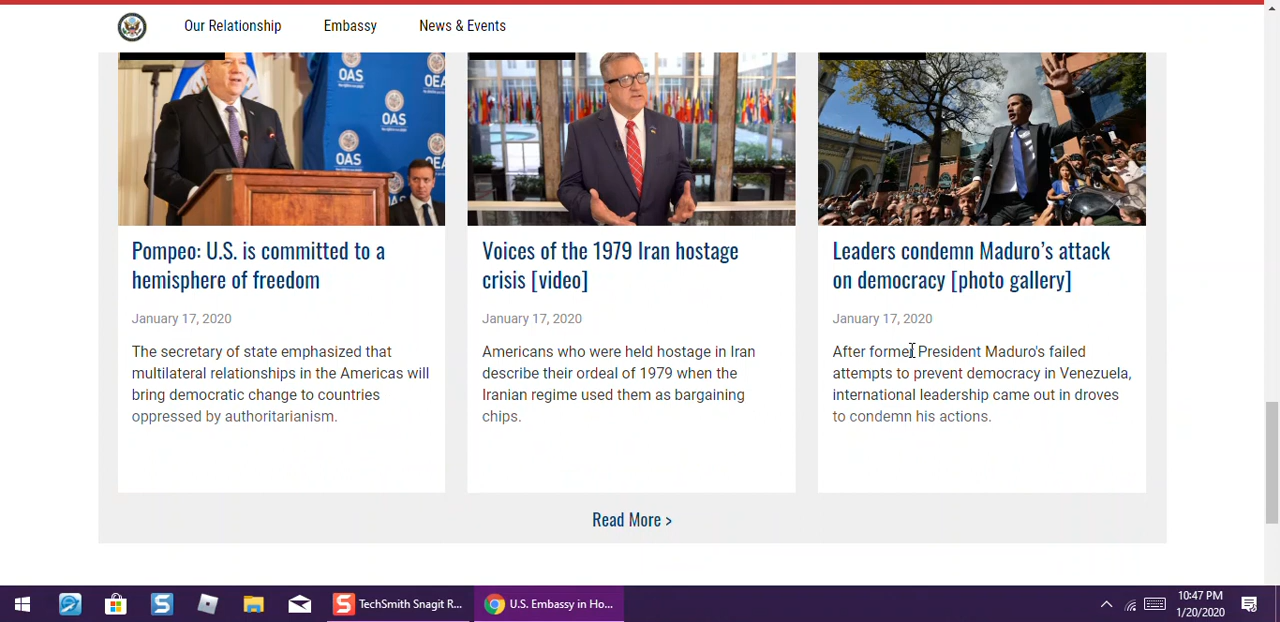 Our Relationship Embassy News & Events
OAS
OAS
OAS
Pompeo: U.S. is committed to a
hemisphere of freedom
January 17, 2020
The secretary of state emphasized that
multilateral relationships in the Americas will
bring democratic change to countries
oppressed by authoritarianism.
Voices of the 1979 Iran hostage
crisis [video]
January 17, 2020
Americans who were held hostage in Iran
describe their ordeal of 1979 when the
Iranian regime used them as bargaining
chips.
Leaders condemn Maduro’s attack
on democracy [photo gallery]
January 17, 2020
After former President Maduro's failed
attempts to prevent democracy in Venezuela,
international leadership came out in droves
to condemn his actions.
Read More >
TechSmith Snagit R... U.S. Embassy in Ho... 10:47 PM
1/20/2020